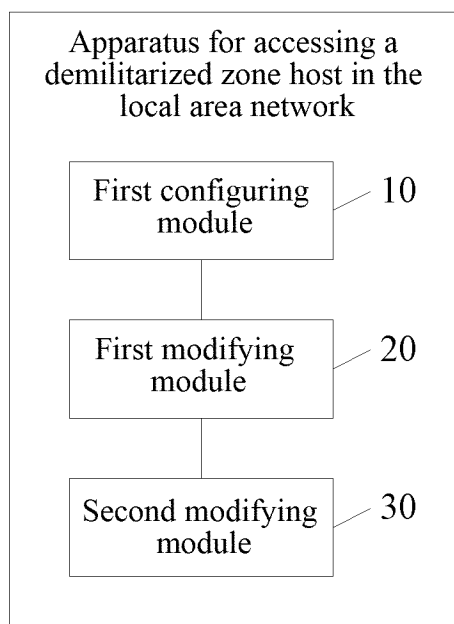 Apparatus for accessing a
demilitarized zone host in the
local area network
First configuring
module
10
First modifying
module
20
Second modifying
module
30